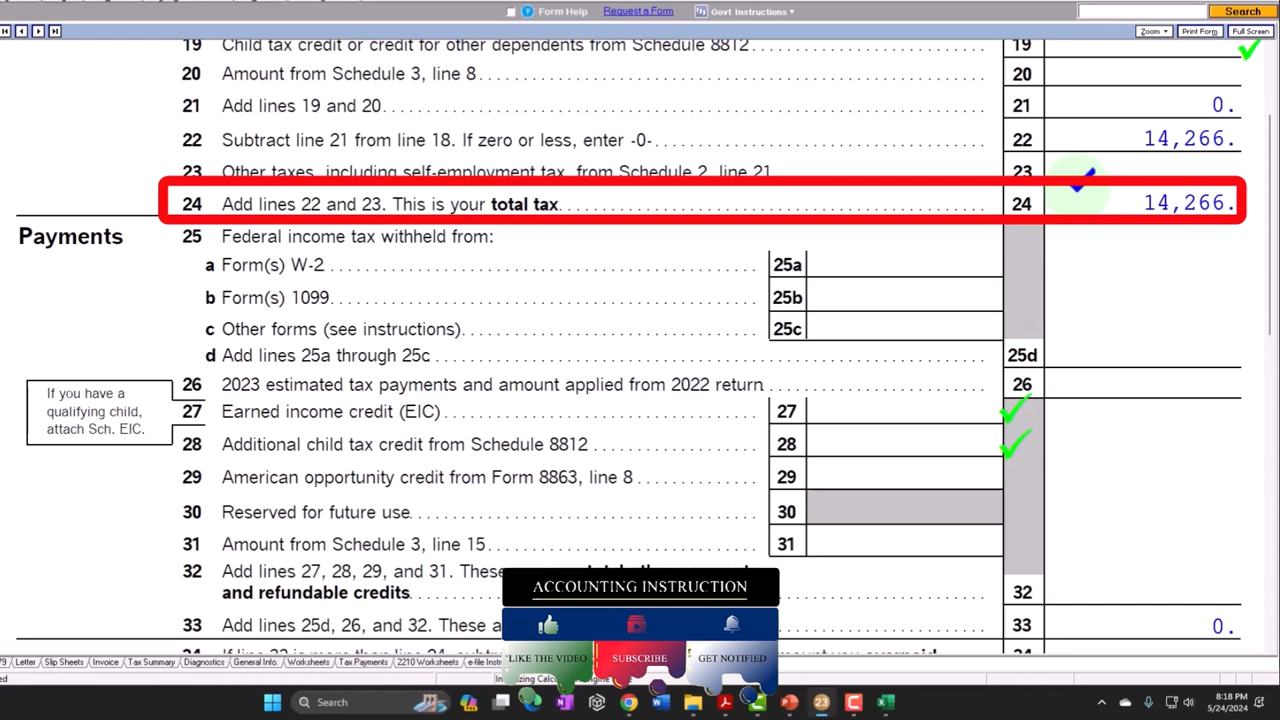 Form Help Request a Form Govt Instructions Search
Zoom Print Form Full Screen
19 Child tax credit or credit for other dependents from Schedule 8812 19
20 Amount from Schedule 3, line 8 20
21 Add lines 19 and 20 21 0.
22 Subtract line 21 from line 18. If zero or less, enter -0- 22 14,266.
23 Other taxes, including self-employment tax, from Schedule 2, line 21 23
24 Add lines 22 and 23. This is your total tax 24 14,266.
Payments 25 Federal income tax withheld from:
a Form(s) W-2 25a
b Form(s) 1099 25b
c Other forms (see instructions) 25c
d Add lines 25a through 25c 25d
26 2023 estimated tax payments and amount applied from 2022 return 26
If you have a
qualifying child,
attach Sch. EIC.
27 Earned income credit (EIC) 27
28 Additional child tax credit from Schedule 8812 28
29 American opportunity credit from Form 8863, line 8 29
30 Reserved for future use 30
31 Amount from Schedule 3, line 15 31
32 Add lines 27, 28, 29, and 31. These
and refundable credits 32
33 Add lines 25d, 26, and 32. These a 33 0.
ACCOUNTING INSTRUCTION
LIKE THE VIDEO SUBSCRIBE GET NOTIFIED
Letter Slip Sheets Invoice Tax Summary Diagnostics General Info. Worksheets Tax Payments 2210 Worksheets e-file Inst
Search
8:18 PM
5/24/2024